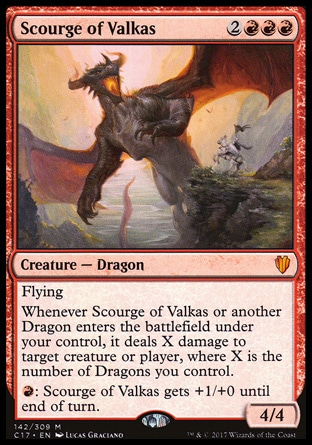 Scourge of Valkas 2
Creature — Dragon
Flying
Whenever Scourge of Valkas or another
Dragon enters the battlefield under
your control, it deals X damage to
target creature or player, where X is the
number of Dragons you control.
: Scourge of Valkas gets +1/+0 until
end of turn.
4/4
142/309 M
C17 • EN Lucas Graciano
™ & © 2017 Wizards of the Coast